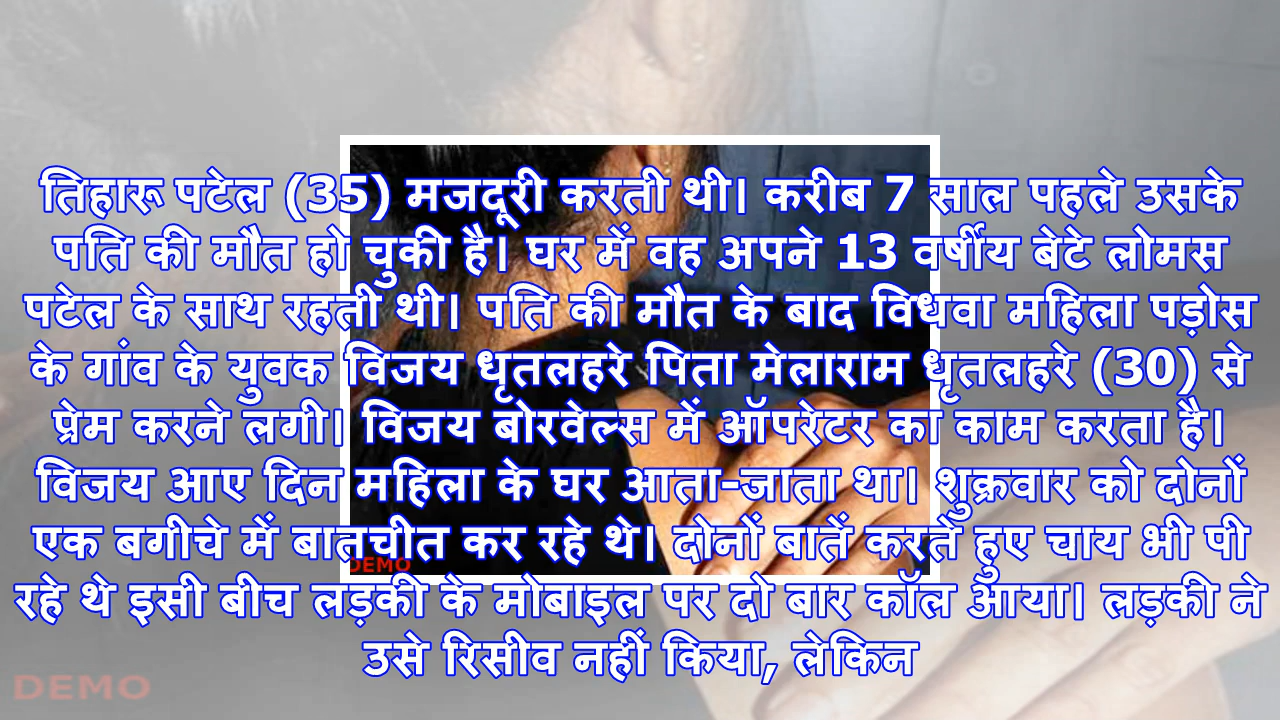 तिहारू पटेल (35) मजदूरी करती थी। करीब 7 साल पहले उसके
पति की मौत हो चुकी है। घर में वह अपने 13 वर्षीय बेटे लोमस
पटेल के साथ रहती थी। पति की मौत के बाद विधवा महिला पड़ोस
के गांव के युवक विजय धृतलहरे पिता मेलाराम धृतलहरे (30) से
प्रेम करने लगी। विजय बोरवेल्स में ऑपरेटर का काम करता है।
विजय आए दिन महिला के घर आता-जाता था। शुक्रवार को दोनों
एक बगीचे में बातचीत कर रहे थे। दोनों बातें करते हुए चाय भी पी
रहे थे इसी बीच लड़की के मोबाइल पर दो बार कॉल आया। लड़की ने
उसे रिसीव नहीं किया, लेकिन
DEMO
DEMO